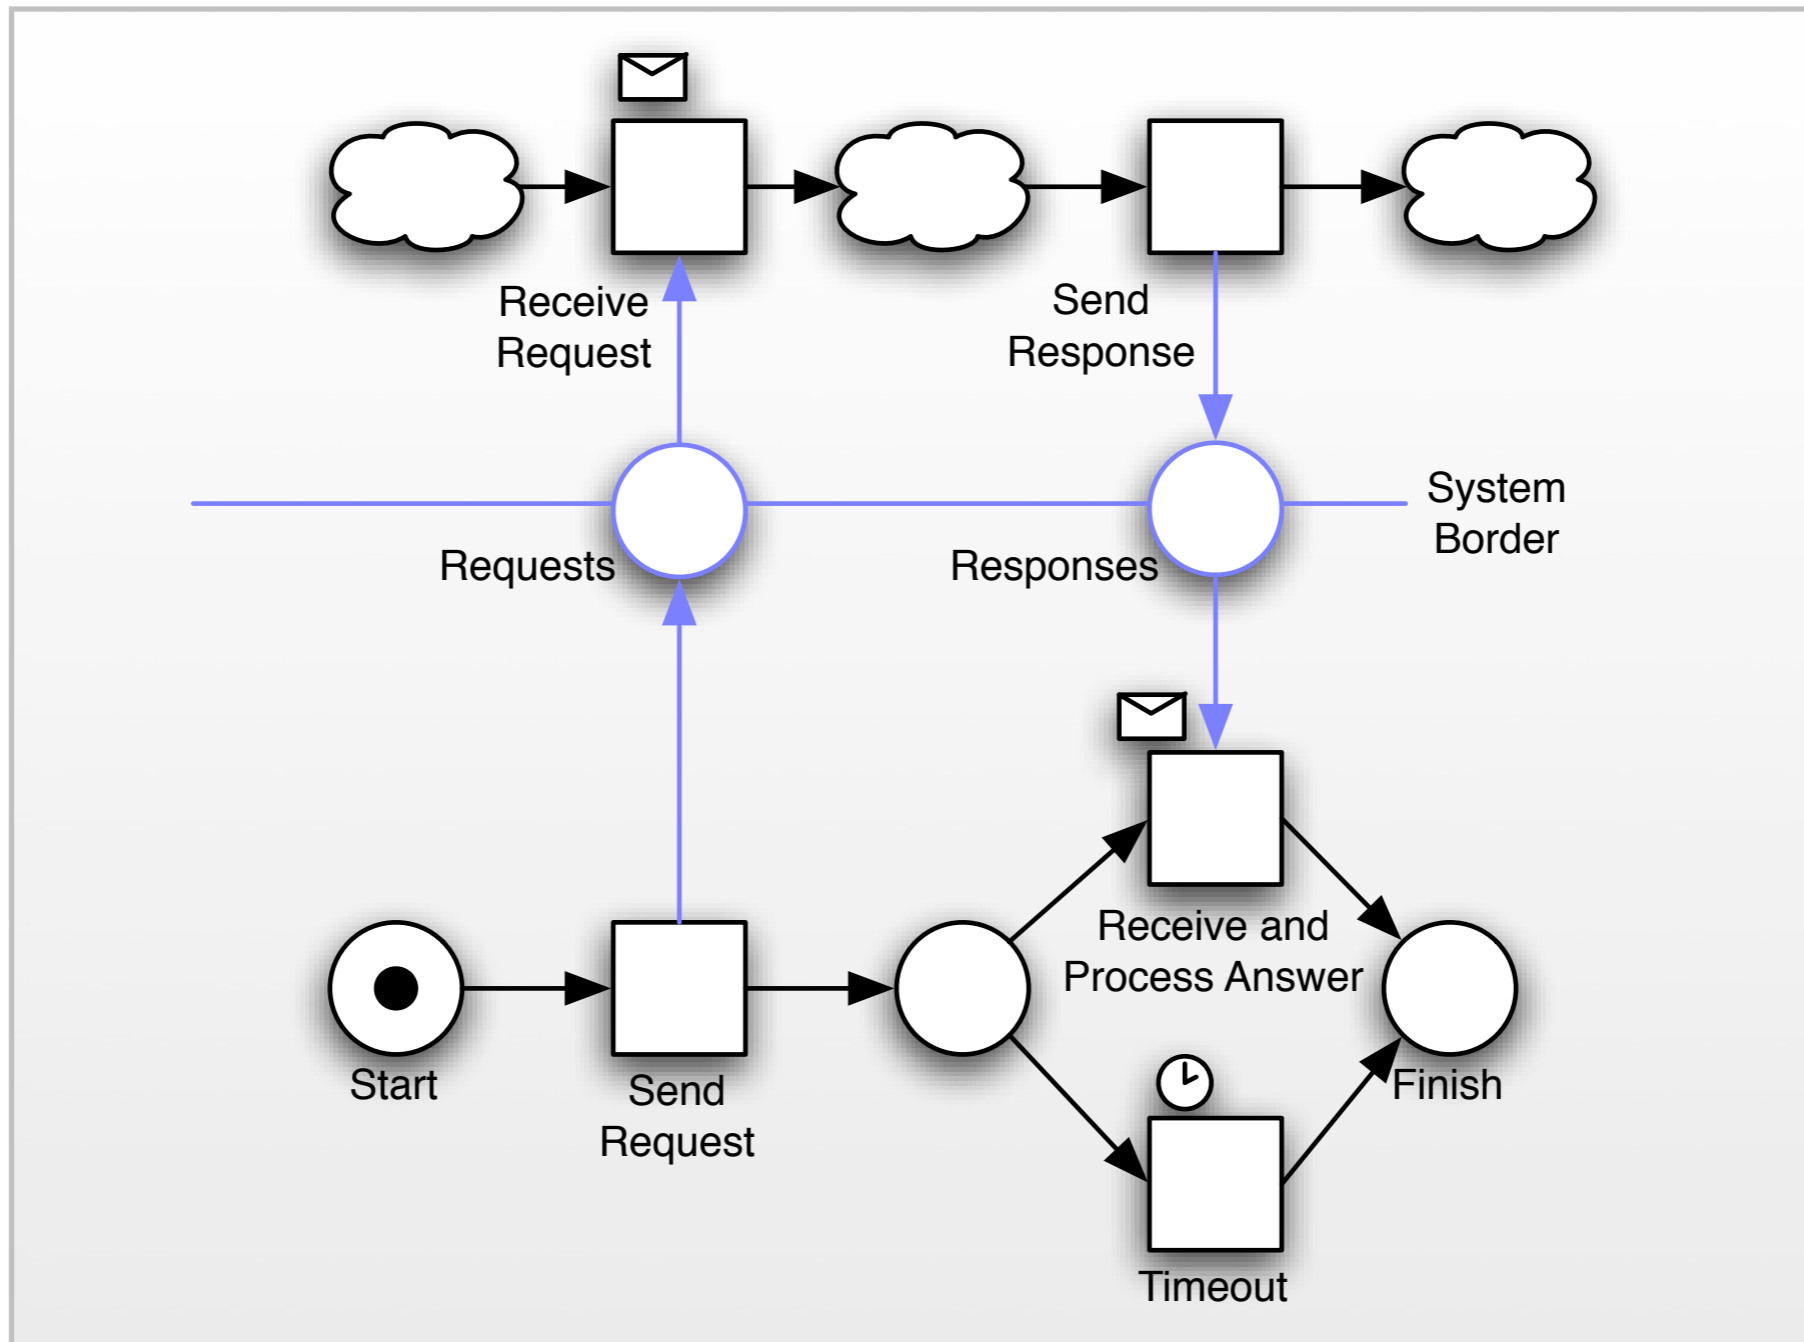 Receive
Request
Send
Response
System
Border
Requests
Responses
Receive and
Process Answer
Start
Send
Request
Finish
Timeout